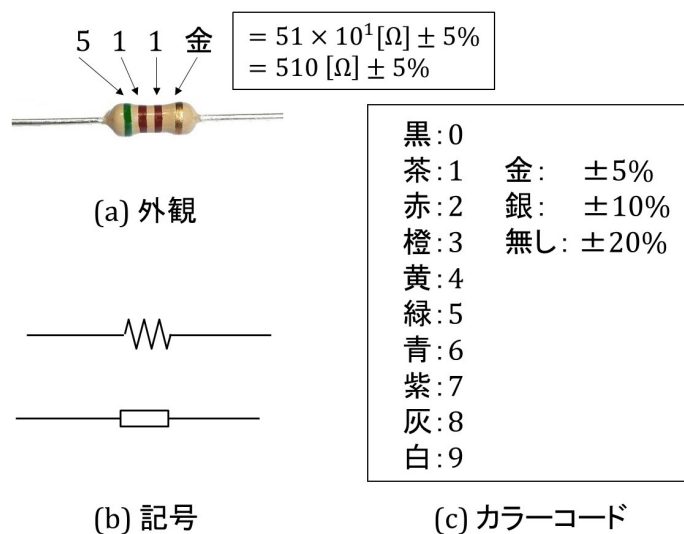 5 1 1 金
= 51 × 10¹[Ω] ± 5%
= 510 [Ω] ± 5%
(a) 外観
(b) 記号
黒:0
茶:1 金: ±5%
赤:2 銀: ±10%
橙:3 無し: ±20%
黄:4
緑:5
青:6
紫:7
灰:8
白:9
(c) カラーコード